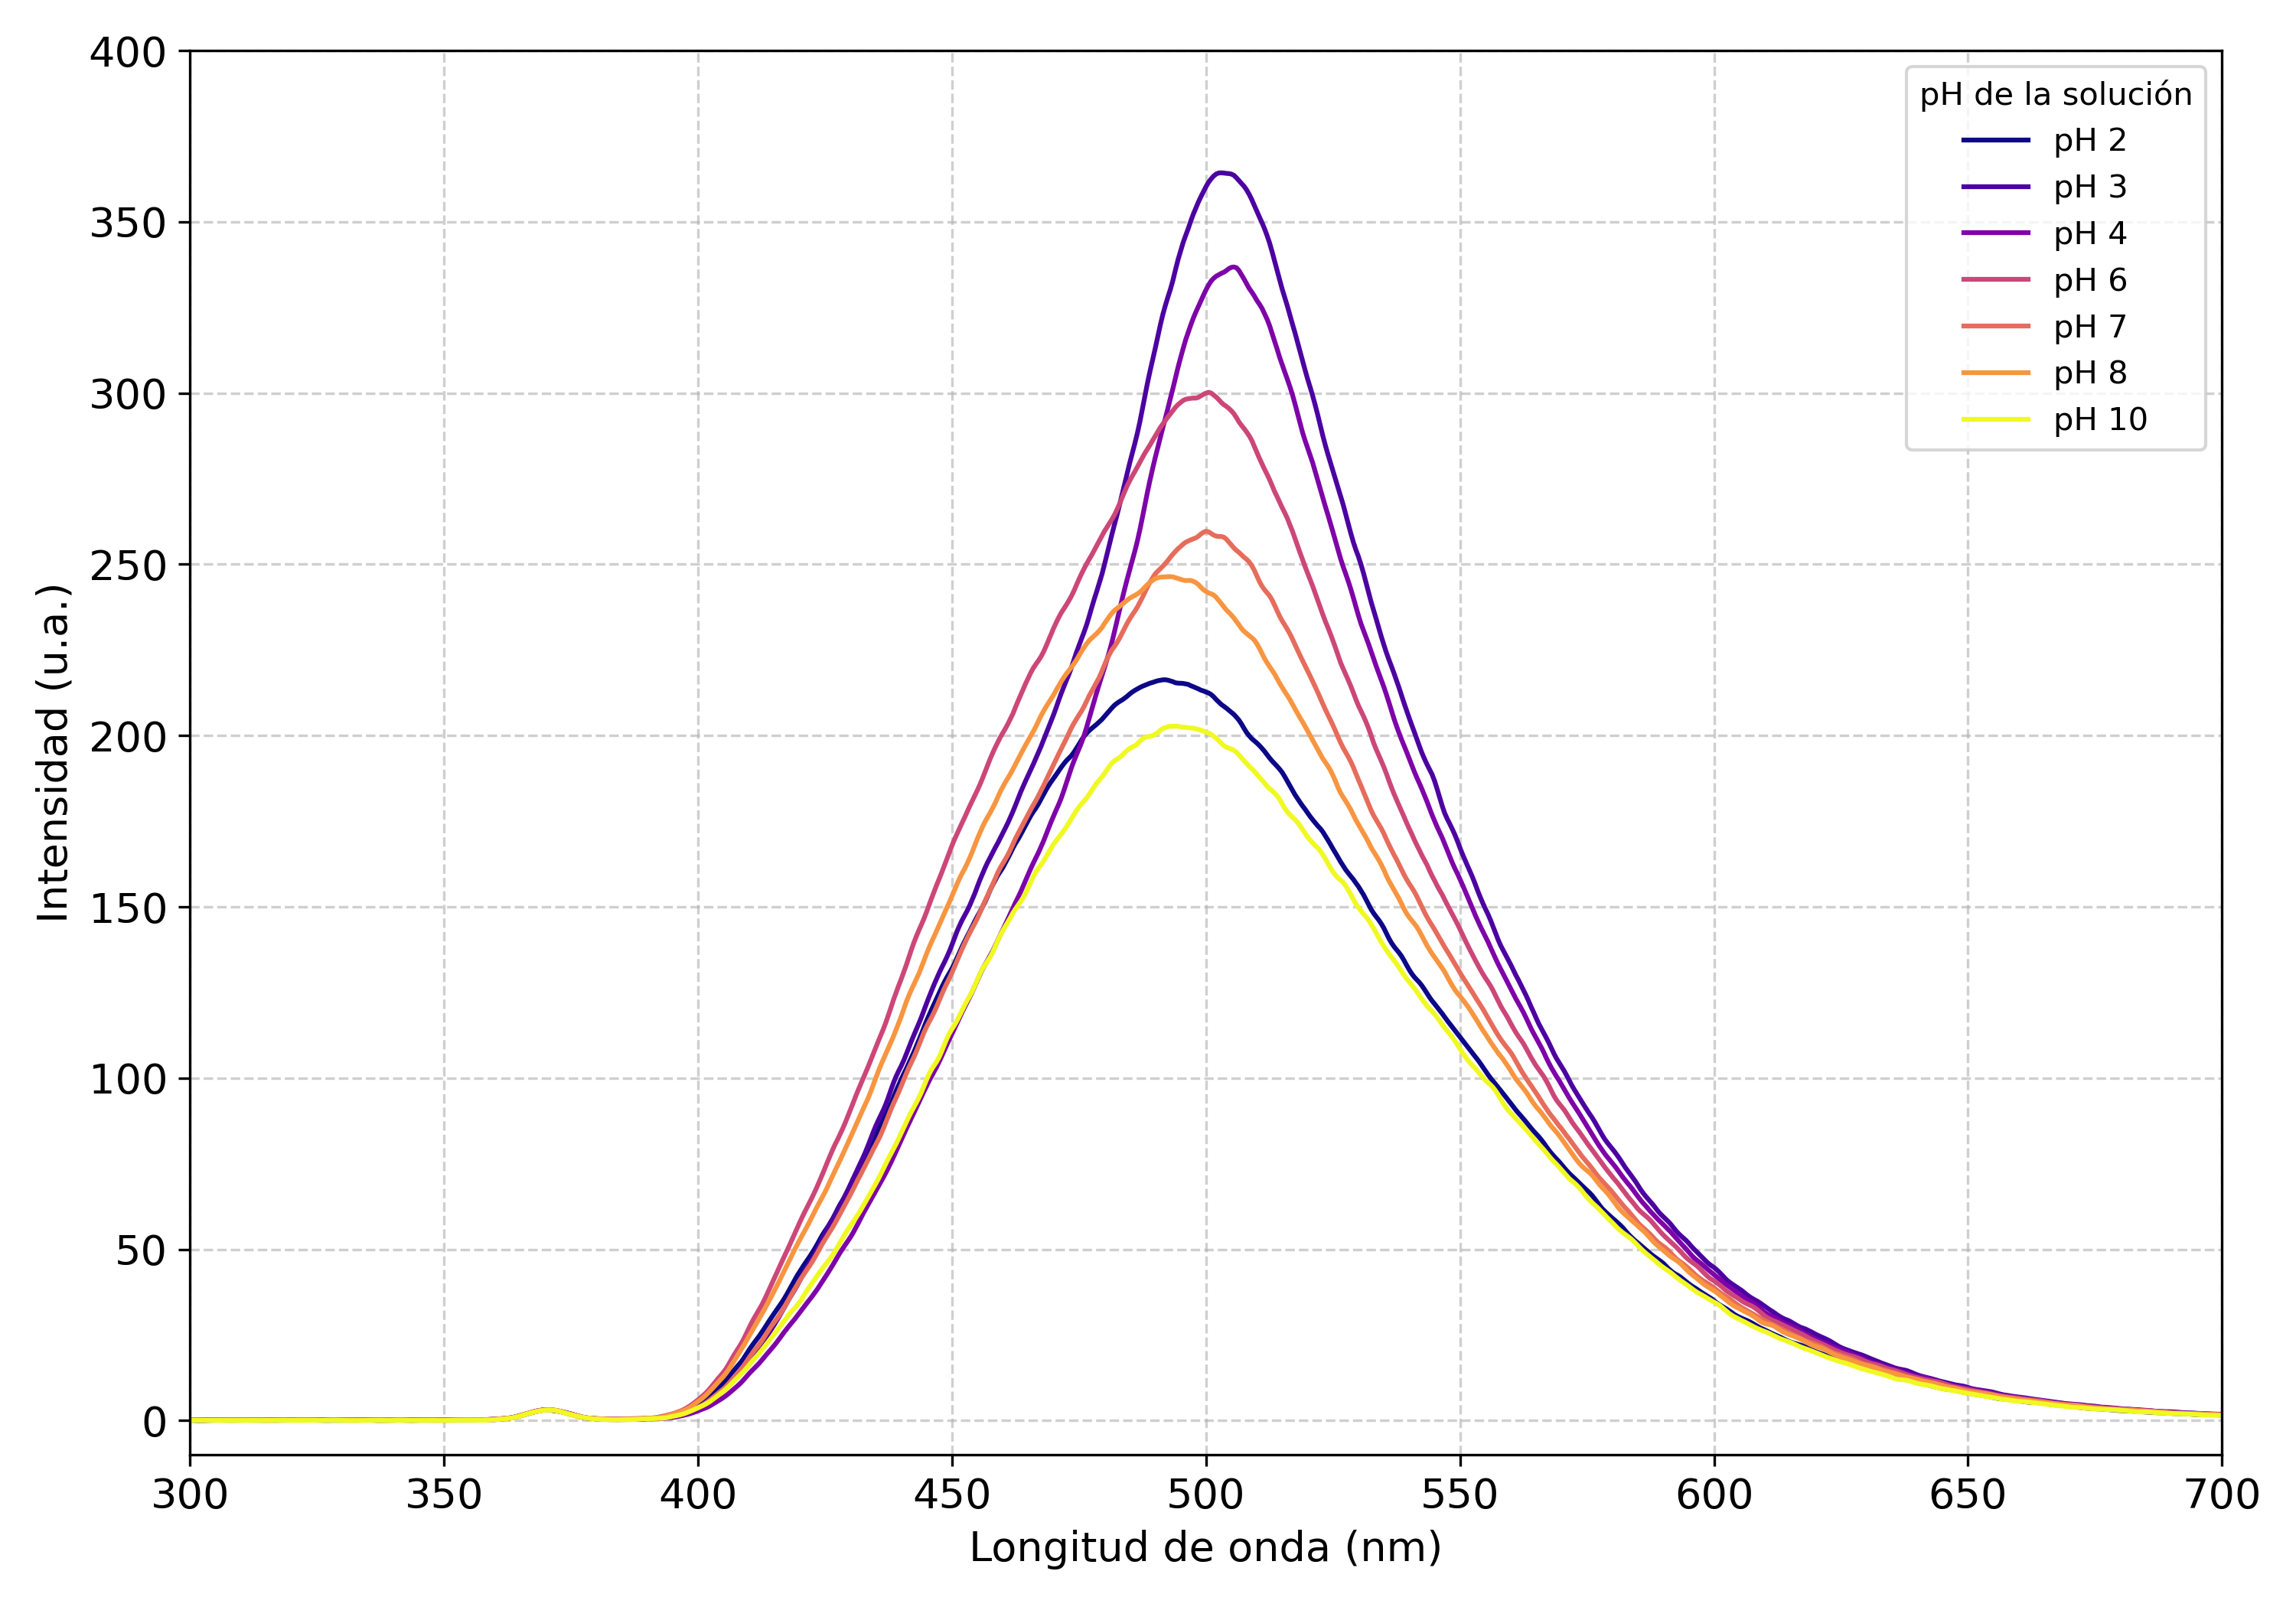 400
350
300
250
200
150
100
50
0
Intensidad (u.a.)
pH de la solución
pH 2
pH 3
pH 4
pH 6
pH 7
pH 8
pH 10
300 350 400 450 500 550 600 650 700
Longitud de onda (nm)